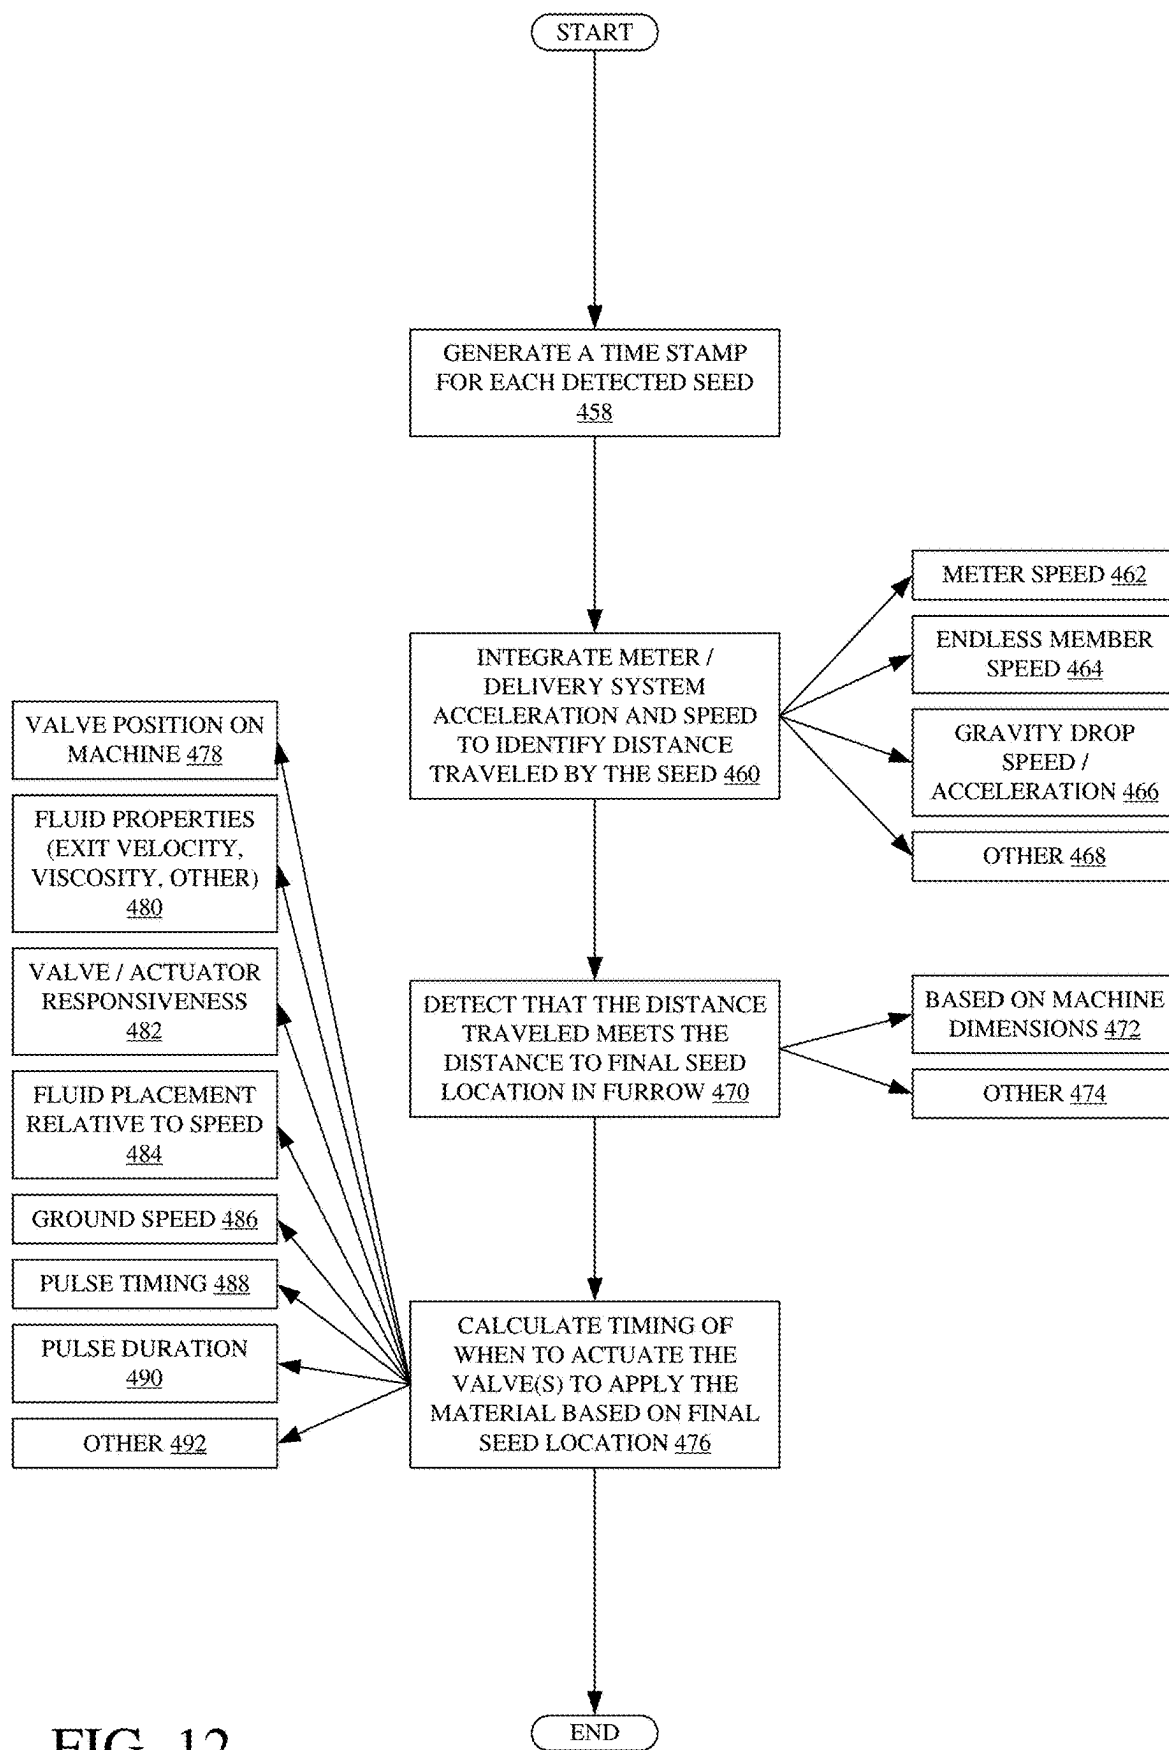 START
GENERATE A TIME STAMP
FOR EACH DETECTED SEED
458
INTEGRATE METER /
DELIVERY SYSTEM
ACCELERATION AND SPEED
TO IDENTIFY DISTANCE
TRAVELED BY THE SEED 460
METER SPEED 462
ENDLESS MEMBER
SPEED 464
GRAVITY DROP
SPEED /
ACCELERATION 466
OTHER 468
DETECT THAT THE DISTANCE
TRAVELED MEETS THE
DISTANCE TO FINAL SEED
LOCATION IN FURROW 470
BASED ON MACHINE
DIMENSIONS 472
OTHER 474
CALCULATE TIMING OF
WHEN TO ACTUATE THE
VALVE(S) TO APPLY THE
MATERIAL BASED ON FINAL
SEED LOCATION 476
VALVE POSITION ON
MACHINE 478
FLUID PROPERTIES
(EXIT VELOCITY,
VISCOSITY, OTHER)
480
VALVE / ACTUATOR
RESPONSIVENESS
482
FLUID PLACEMENT
RELATIVE TO SPEED
484
GROUND SPEED 486
PULSE TIMING 488
PULSE DURATION
490
OTHER 492
END
FIG. 12